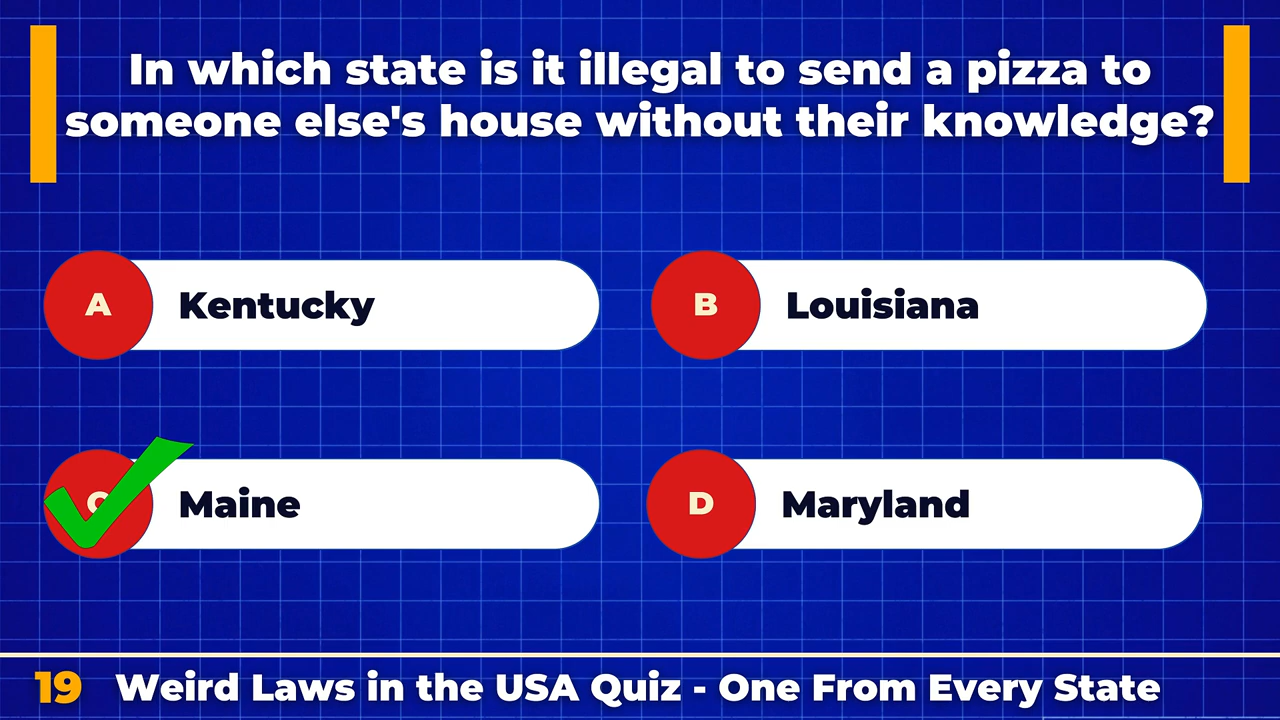 In which state is it illegal to send a pizza to
someone else's house without their knowledge?
A
Kentucky
B
Louisiana
C
Maine
D
Maryland
19
Weird Laws in the USA Quiz - One From Every State